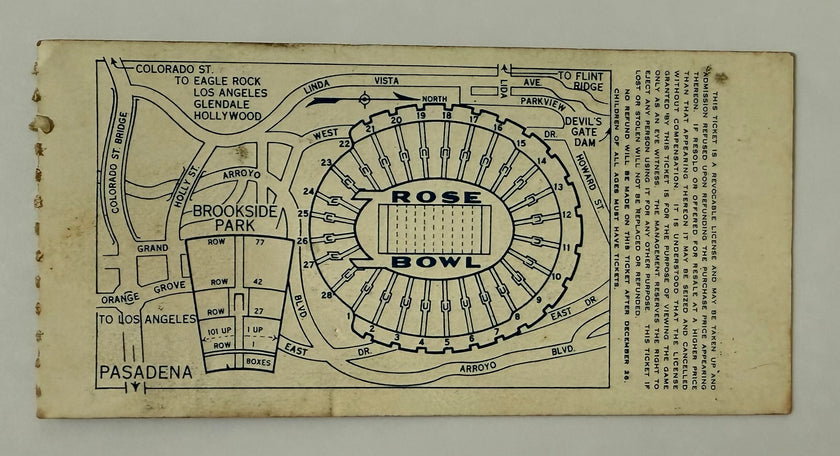 COLORADO ST.
TO EAGLE ROCK
LOS ANGELES
GLENDALE
HOLLYWOOD
LINDA VISTA AVE.
LIDA
TO FLINT
RIDGE
PARKVIEW
NORTH
DEVIL'S
GATE
DAM
WEST DR.
HOWARD ST.
COLORADO ST. BRIDGE
HOLLY ST.
ARROYO BLVD
BROOKSIDE
PARK
GRAND
ORANGE GROVE
TO LOS ANGELES
PASADENA
ROW 77
ROW 42
ROW 27
101 UP 1 UP
ROW
BOXES
ROSE
BOWL
1
2
3
4
5
6
7
8
9
10
11
12
13
14
15
16
17
18
19
20
21
22
23
24
25
26
27
28
EAST DR.
EAST DR
ARROYO BLVD.
THIS TICKET IS A REVOCABLE LICENSE AND MAY BE TAKEN UP AND
ADMISSION REFUSED UPON REFUNDING THE PURCHASE PRICE APPEARING
THEREON. IF RESOLD OR OFFERED FOR RESALE AT A HIGHER PRICE
THAN THAT APPEARING THEREON IT MAY BE SEIZED AND CANCELLED
WITHOUT COMPENSATION. IT IS UNDERSTOOD THAT THE LICENSE
GRANTED BY THIS TICKET IS FOR THE PURPOSE OF VIEWING THE GAME
ONLY AS AN EYE WITNESS. THE MANAGEMENT RESERVES THE RIGHT TO
EJECT ANY PERSON USING IT FOR ANY OTHER PURPOSE. THIS TICKET IF
LOST OR STOLEN WILL NOT BE REPLACED OR REFUNDED.
NO REFUND WILL BE MADE ON THIS TICKET AFTER DECEMBER 26.
CHILDREN OF ALL AGES MUST HAVE TICKETS.